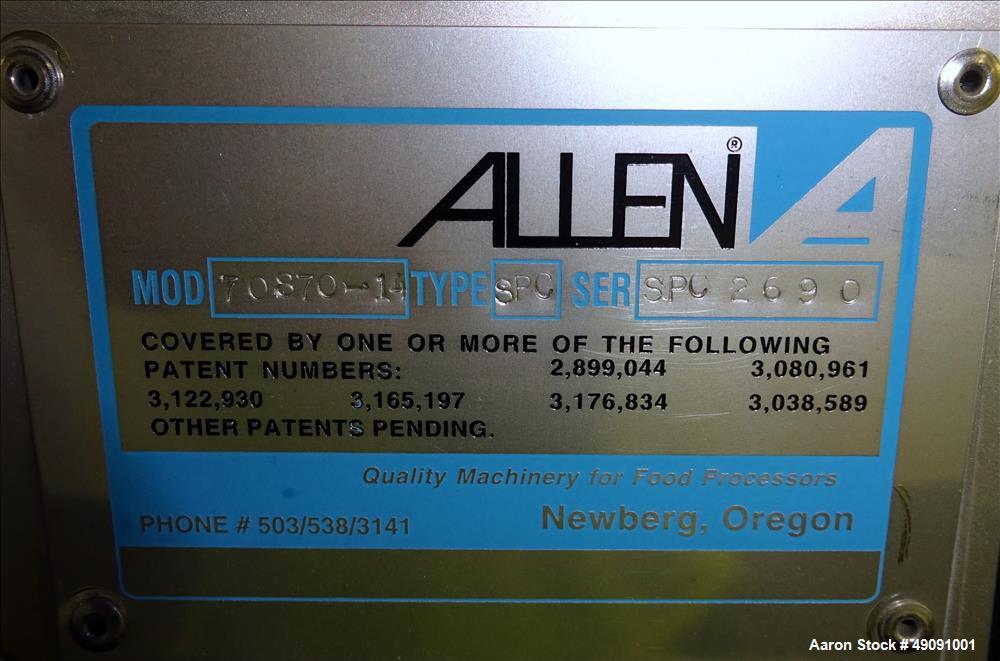 ALLEN®
MOD 70870-14 TYPE SPC SER SPC 2690
COVERED BY ONE OR MORE OF THE FOLLOWING
PATENT NUMBERS: 2,899,044 3,080,961
3,122,930 3,165,197 3,176,834 3,038,589
OTHER PATENTS PENDING.
Quality Machinery for Food Processors
PHONE # 503/538/3141 Newberg, Oregon
Aaron Stock #49091001